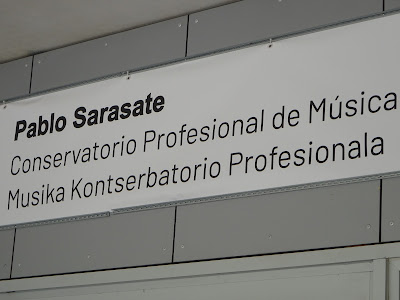 Pablo Sarasate
Conservatorio Profesional de Música
Musika Kontserbatorio Profesionala